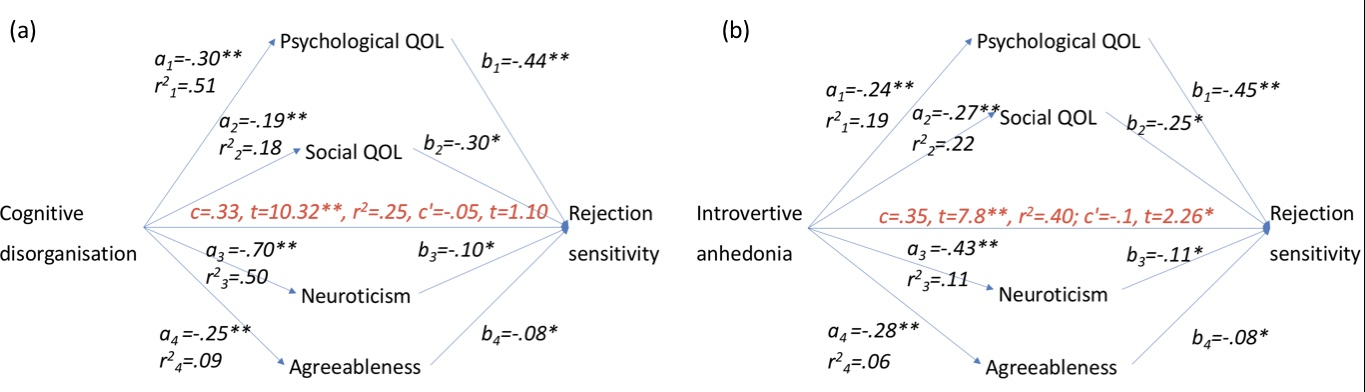 (a)
Psychological QOL
a1=-.30**
r²1=.51
b1=-.44**
a2=-.19**
r²2=.18
Social QOL
b2=-.30*
Cognitive
disorganisation
c=.33, t=10.32**, r²=.25, c'=-.05, t=1.10
Rejection
sensitivity
a3=-.70**
r²3=.50
b3=-.10*
Neuroticism
a4=-.25**
r²4=.09
b4=-.08*
Agreeableness
(b)
Psychological QOL
a1=-.24**
r²1=.19
b1=-.45**
a2=-.27**
r²2=.22
Social QOL
b2=-.25*
Introvertive
anhedonia
c=.35, t=7.8**, r²=.40; c'=-.1, t=2.26*
Rejection
sensitivity
a3=-.43**
r²3=.11
b3=-.11*
Neuroticism
a4=-.28**
r²4=.06
b4=-.08*
Agreeableness